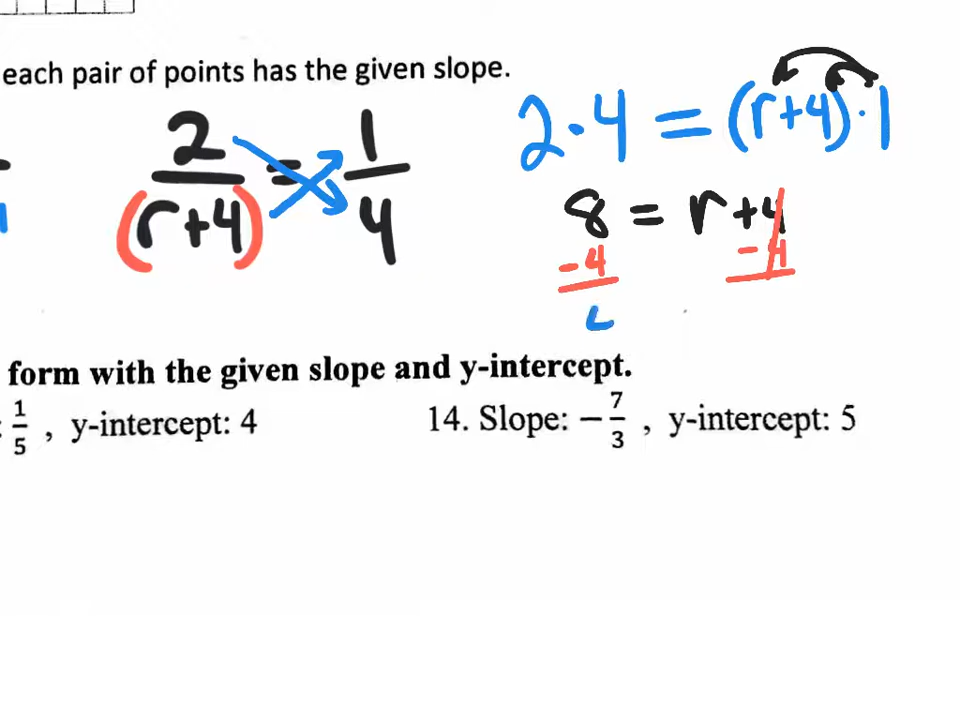 each pair of points has the given slope.
2/(r+4) = 1/4
2·4 = (r+4)·1
8 = r+4
-4 -4
form with the given slope and y-intercept.
1/5 , y-intercept: 4
14. Slope: −7/3 , y-intercept: 5